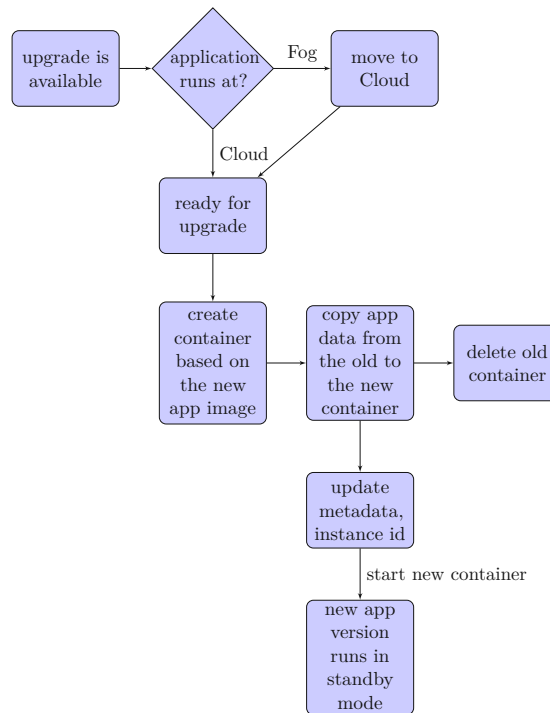 upgrade is
available
application
runs at?
Fog
move to
Cloud
Cloud
ready for
upgrade
create
container
based on
the new
app image
copy app
data from
the old to
the new
container
delete old
container
update
metadata,
instance id
start new container
new app
version
runs in
standby
mode